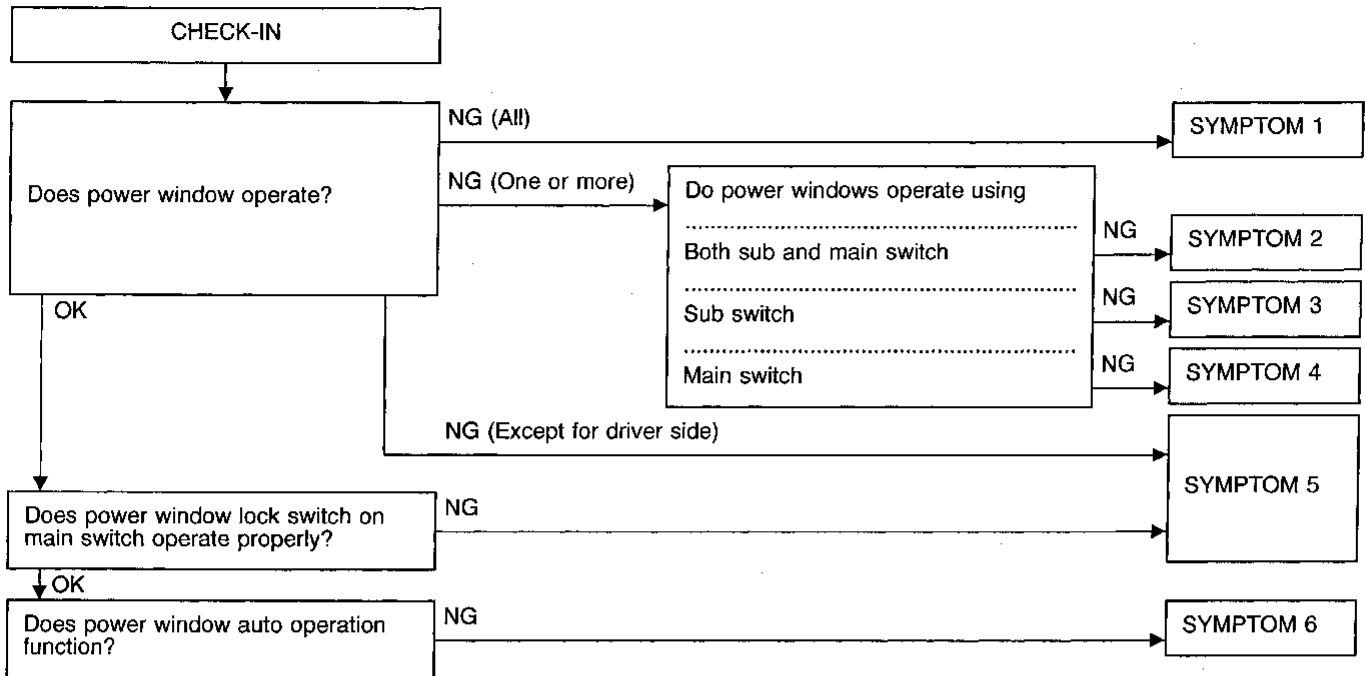 CHECK-IN
NG (All)
SYMPTOM 1
Does power window operate?
NG (One or more)
Do power windows operate using
Both sub and main switch
NG
SYMPTOM 2
Sub switch
NG
SYMPTOM 3
Main switch
NG
SYMPTOM 4
OK
NG (Except for driver side)
SYMPTOM 5
Does power window lock switch on
main switch operate properly?
NG
OK
Does power window auto operation
function?
NG
SYMPTOM 6